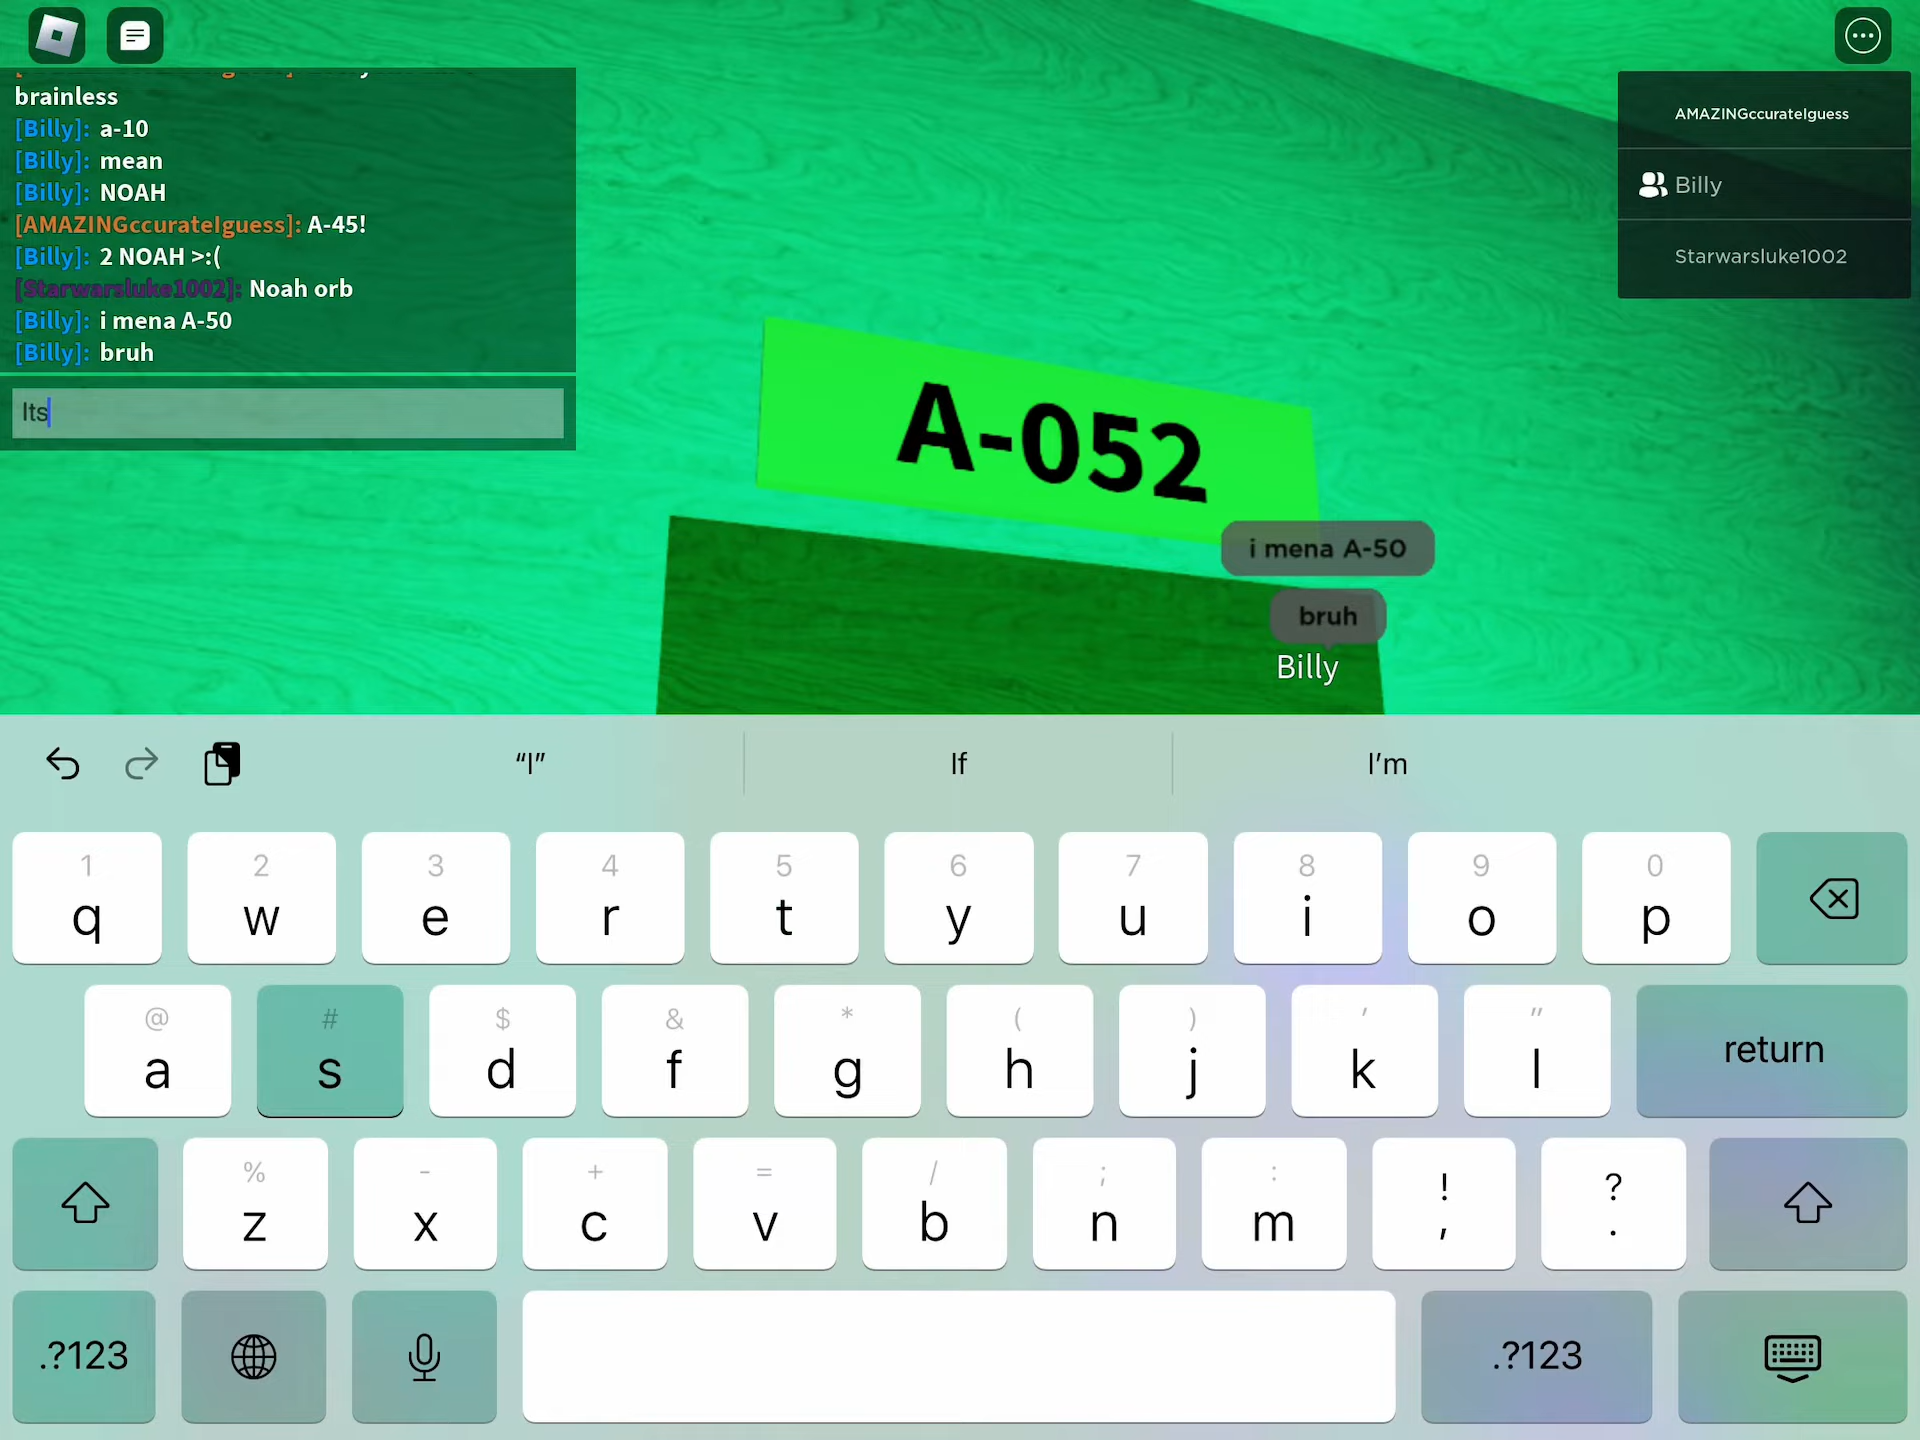 brainless
[Billy]: a-10
[Billy]: mean
[Billy]: NOAH
[AMAZINGccurateIguess]: A-45!
[Billy]: 2 NOAH >:(
[Starwarsluke1002]: Noah orb
[Billy]: i mena A-50
[Billy]: bruh
Its
AMAZINGccurateIguess
Billy
Starwarsluke1002
A-052
i mena A-50
bruh
Billy
“I” If I’m
1 2 3 4 5 6 7 8 9 0
q w e r t y u i o p
@ # $ & * ( ) ' "
a s d f g h j k l return
% - + = / ; : ! ?
z x c v b n m , .
.?123 .?123